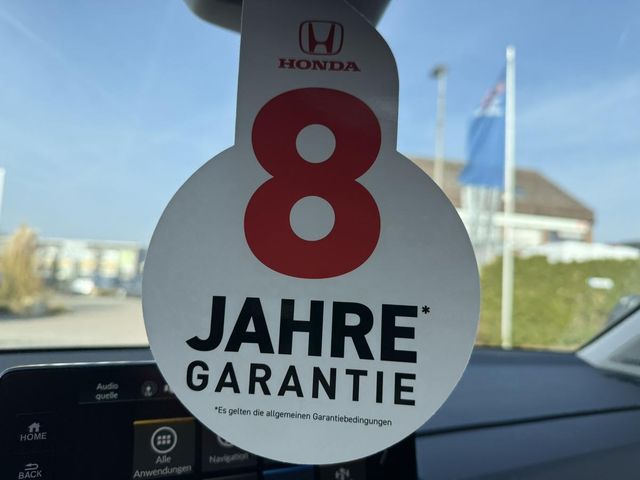 HONDA
8
JAHRE*
GARANTIE
*Es gelten die allgemeinen Garantiebedingungen
Audio
quelle
HOME
Alle
Anwendungen
Navigation
BACK